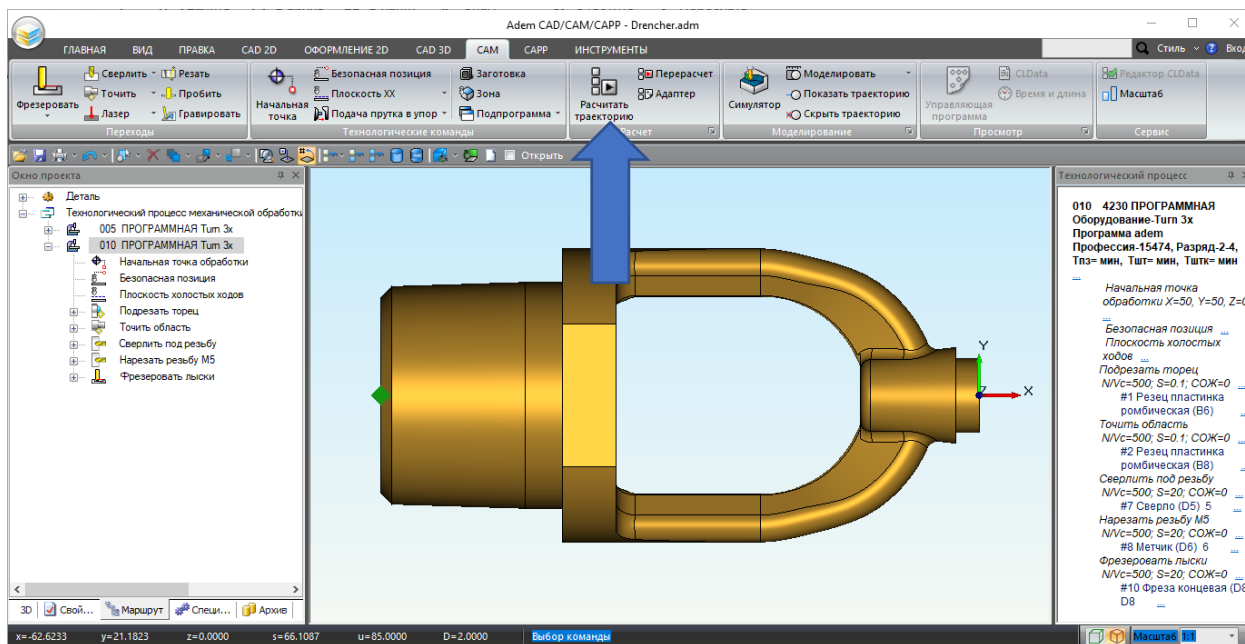 Adem CAD/CAM/CAPP - Drencher.adm
ГЛАВНАЯ ВИД ПРАВКА CAD 2D ОФОРМЛЕНИЕ 2D CAD 3D CAM CAPP ИНСТРУМЕНТЫ Стиль Вход
Фрезеровать
Сверлить Резать
Точить Пробить
Лазер Гравировать
Переходы
Начальная
точка
Безопасная позиция
Плоскость ХХ
Подача прутка в упор
Заготовка
Зона
Подпрограмма
Технологические команды
Рассчитать
траекторию
Перерасчет
Адаптер
Расчет
Симулятор
Моделировать
Показать траекторию
Скрыть траекторию
Моделирование
Управляющая
программа
CLData
Время и длина
Просмотр
Редактор CLData
Масштаб
Сервис
Открыть
Окно проекта
Деталь
Технологический процесс механической обработки
005 ПРОГРАММНАЯ Turn 3x
010 ПРОГРАММНАЯ Turn 3x
Начальная точка обработки
Безопасная позиция
Плоскость холостых ходов
Подрезать торец
Точить область
Сверлить под резьбу
Нарезать резьбу М5
Фрезеровать лыски
3D Свой... Маршрут Специ... Архив
Y
Z
X
Технологический процесс
010 4230 ПРОГРАММНАЯ
Оборудование-Turn 3x
Программа adem
Профессия-15474, Разряд-2-4,
Тпз= мин, Тшт= мин, Тштк= мин
...
Начальная точка
обработки X=50, Y=50, Z=0
...
Безопасная позиция ...
Плоскость холостых
ходов ...
Подрезать торец
N/Vc=500; S=0.1; СОЖ=0 ...
#1 Резец пластинка
ромбическая (B6) ...
Точить область
N/Vc=500; S=0.1; СОЖ=0 ...
#2 Резец пластинка
ромбическая (B8) ...
Сверлить под резьбу
N/Vc=500; S=20; СОЖ=0 ...
#7 Сверло (D5) 5 ...
Нарезать резьбу М5
N/Vc=500; S=20; СОЖ=0 ...
#8 Метчик (D6) 6 ...
Фрезеровать лыски
N/Vc=500; S=20; СОЖ=0 ...
#10 Фреза концевая (D8
D8 ...
x=-62.6233 y=21.1823 z=0.0000 s=66.1087 u=85.0000 D=2.0000 Выбор команды Масштаб 1:1